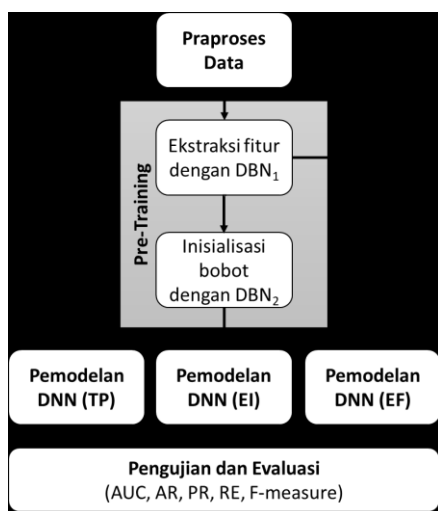 Praproses
Data
Pre-Training
Ekstraksi fitur
dengan DBN₁
Inisialisasi
bobot
dengan DBN₂
Pemodelan
DNN (TP)
Pemodelan
DNN (EI)
Pemodelan
DNN (EF)
Pengujian dan Evaluasi
(AUC, AR, PR, RE, F-measure)